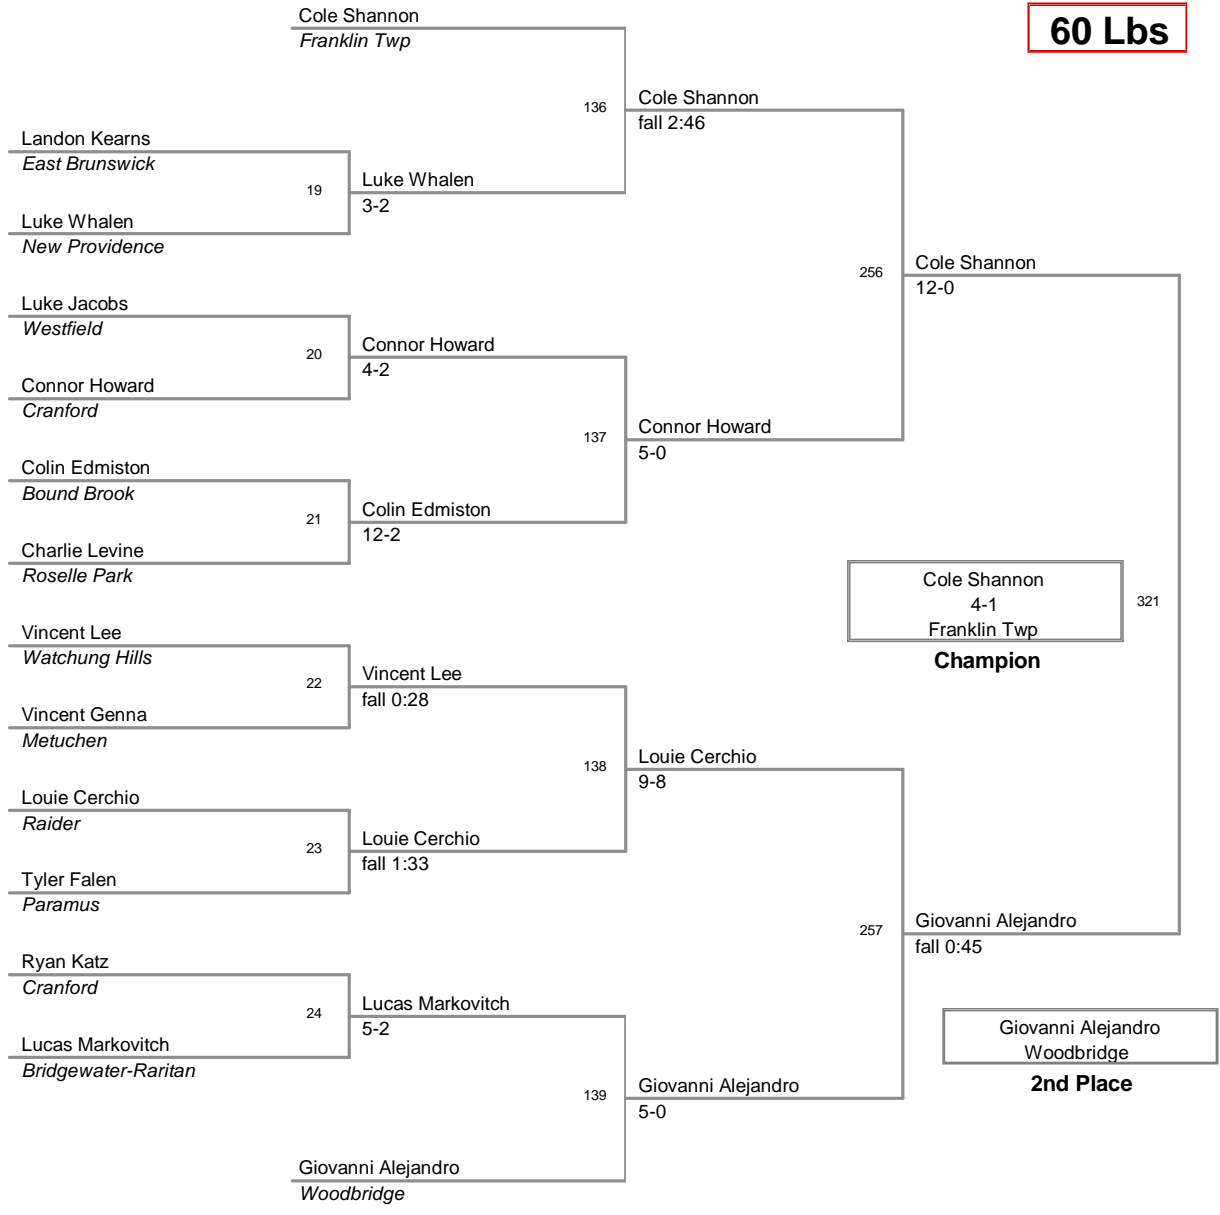 Cole Shannon
Franklin Twp
60 Lbs
136
Cole Shannon
fall 2:46
Landon Kearns
East Brunswick
19
Luke Whalen
3-2
Luke Whalen
New Providence
256
Cole Shannon
12-0
Luke Jacobs
Westfield
20
Connor Howard
4-2
Connor Howard
Cranford
137
Connor Howard
5-0
Colin Edmiston
Bound Brook
21
Colin Edmiston
12-2
Charlie Levine
Roselle Park
Cole Shannon
4-1
Franklin Twp
Champion
321
Vincent Lee
Watchung Hills
22
Vincent Lee
fall 0:28
Vincent Genna
Metuchen
138
Louie Cerchio
9-8
Louie Cerchio
Raider
23
Louie Cerchio
fall 1:33
Tyler Falen
Paramus
257
Giovanni Alejandro
fall 0:45
Ryan Katz
Cranford
24
Lucas Markovitch
5-2
Lucas Markovitch
Bridgewater-Raritan
Giovanni Alejandro
Woodbridge
2nd Place
139
Giovanni Alejandro
5-0
Giovanni Alejandro
Woodbridge